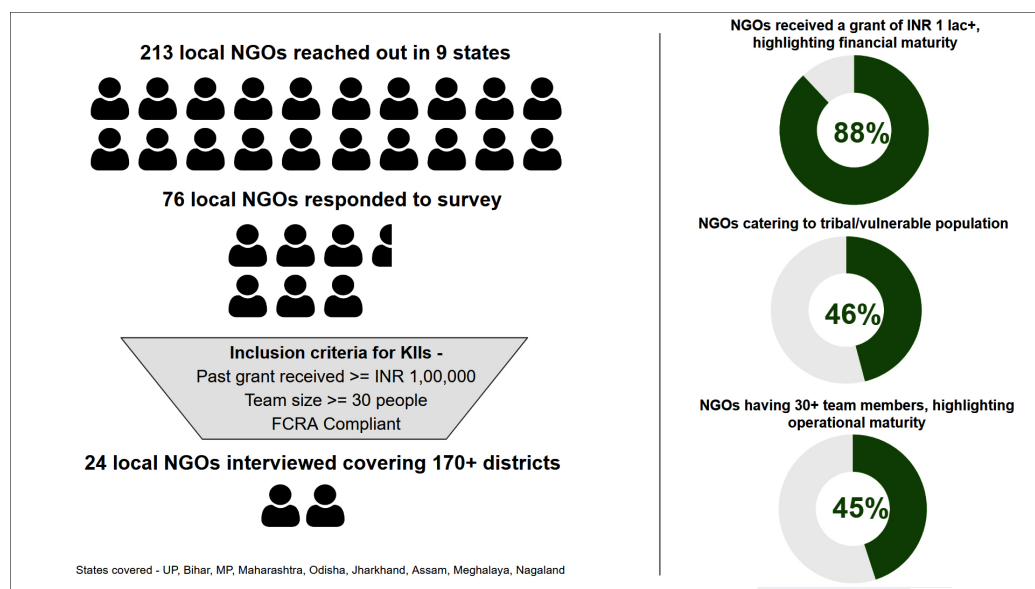 213 local NGOs reached out in 9 states
76 local NGOs responded to survey
Inclusion criteria for KIIs -
Past grant received >= INR 1,00,000
Team size >= 30 people
FCRA Compliant
24 local NGOs interviewed covering 170+ districts
States covered - UP, Bihar, MP, Maharashtra, Odisha, Jharkhand, Assam, Meghalaya, Nagaland
NGOs received a grant of INR 1 lac+,
highlighting financial maturity
88%
NGOs catering to tribal/vulnerable population
46%
NGOs having 30+ team members, highlighting
operational maturity
45%